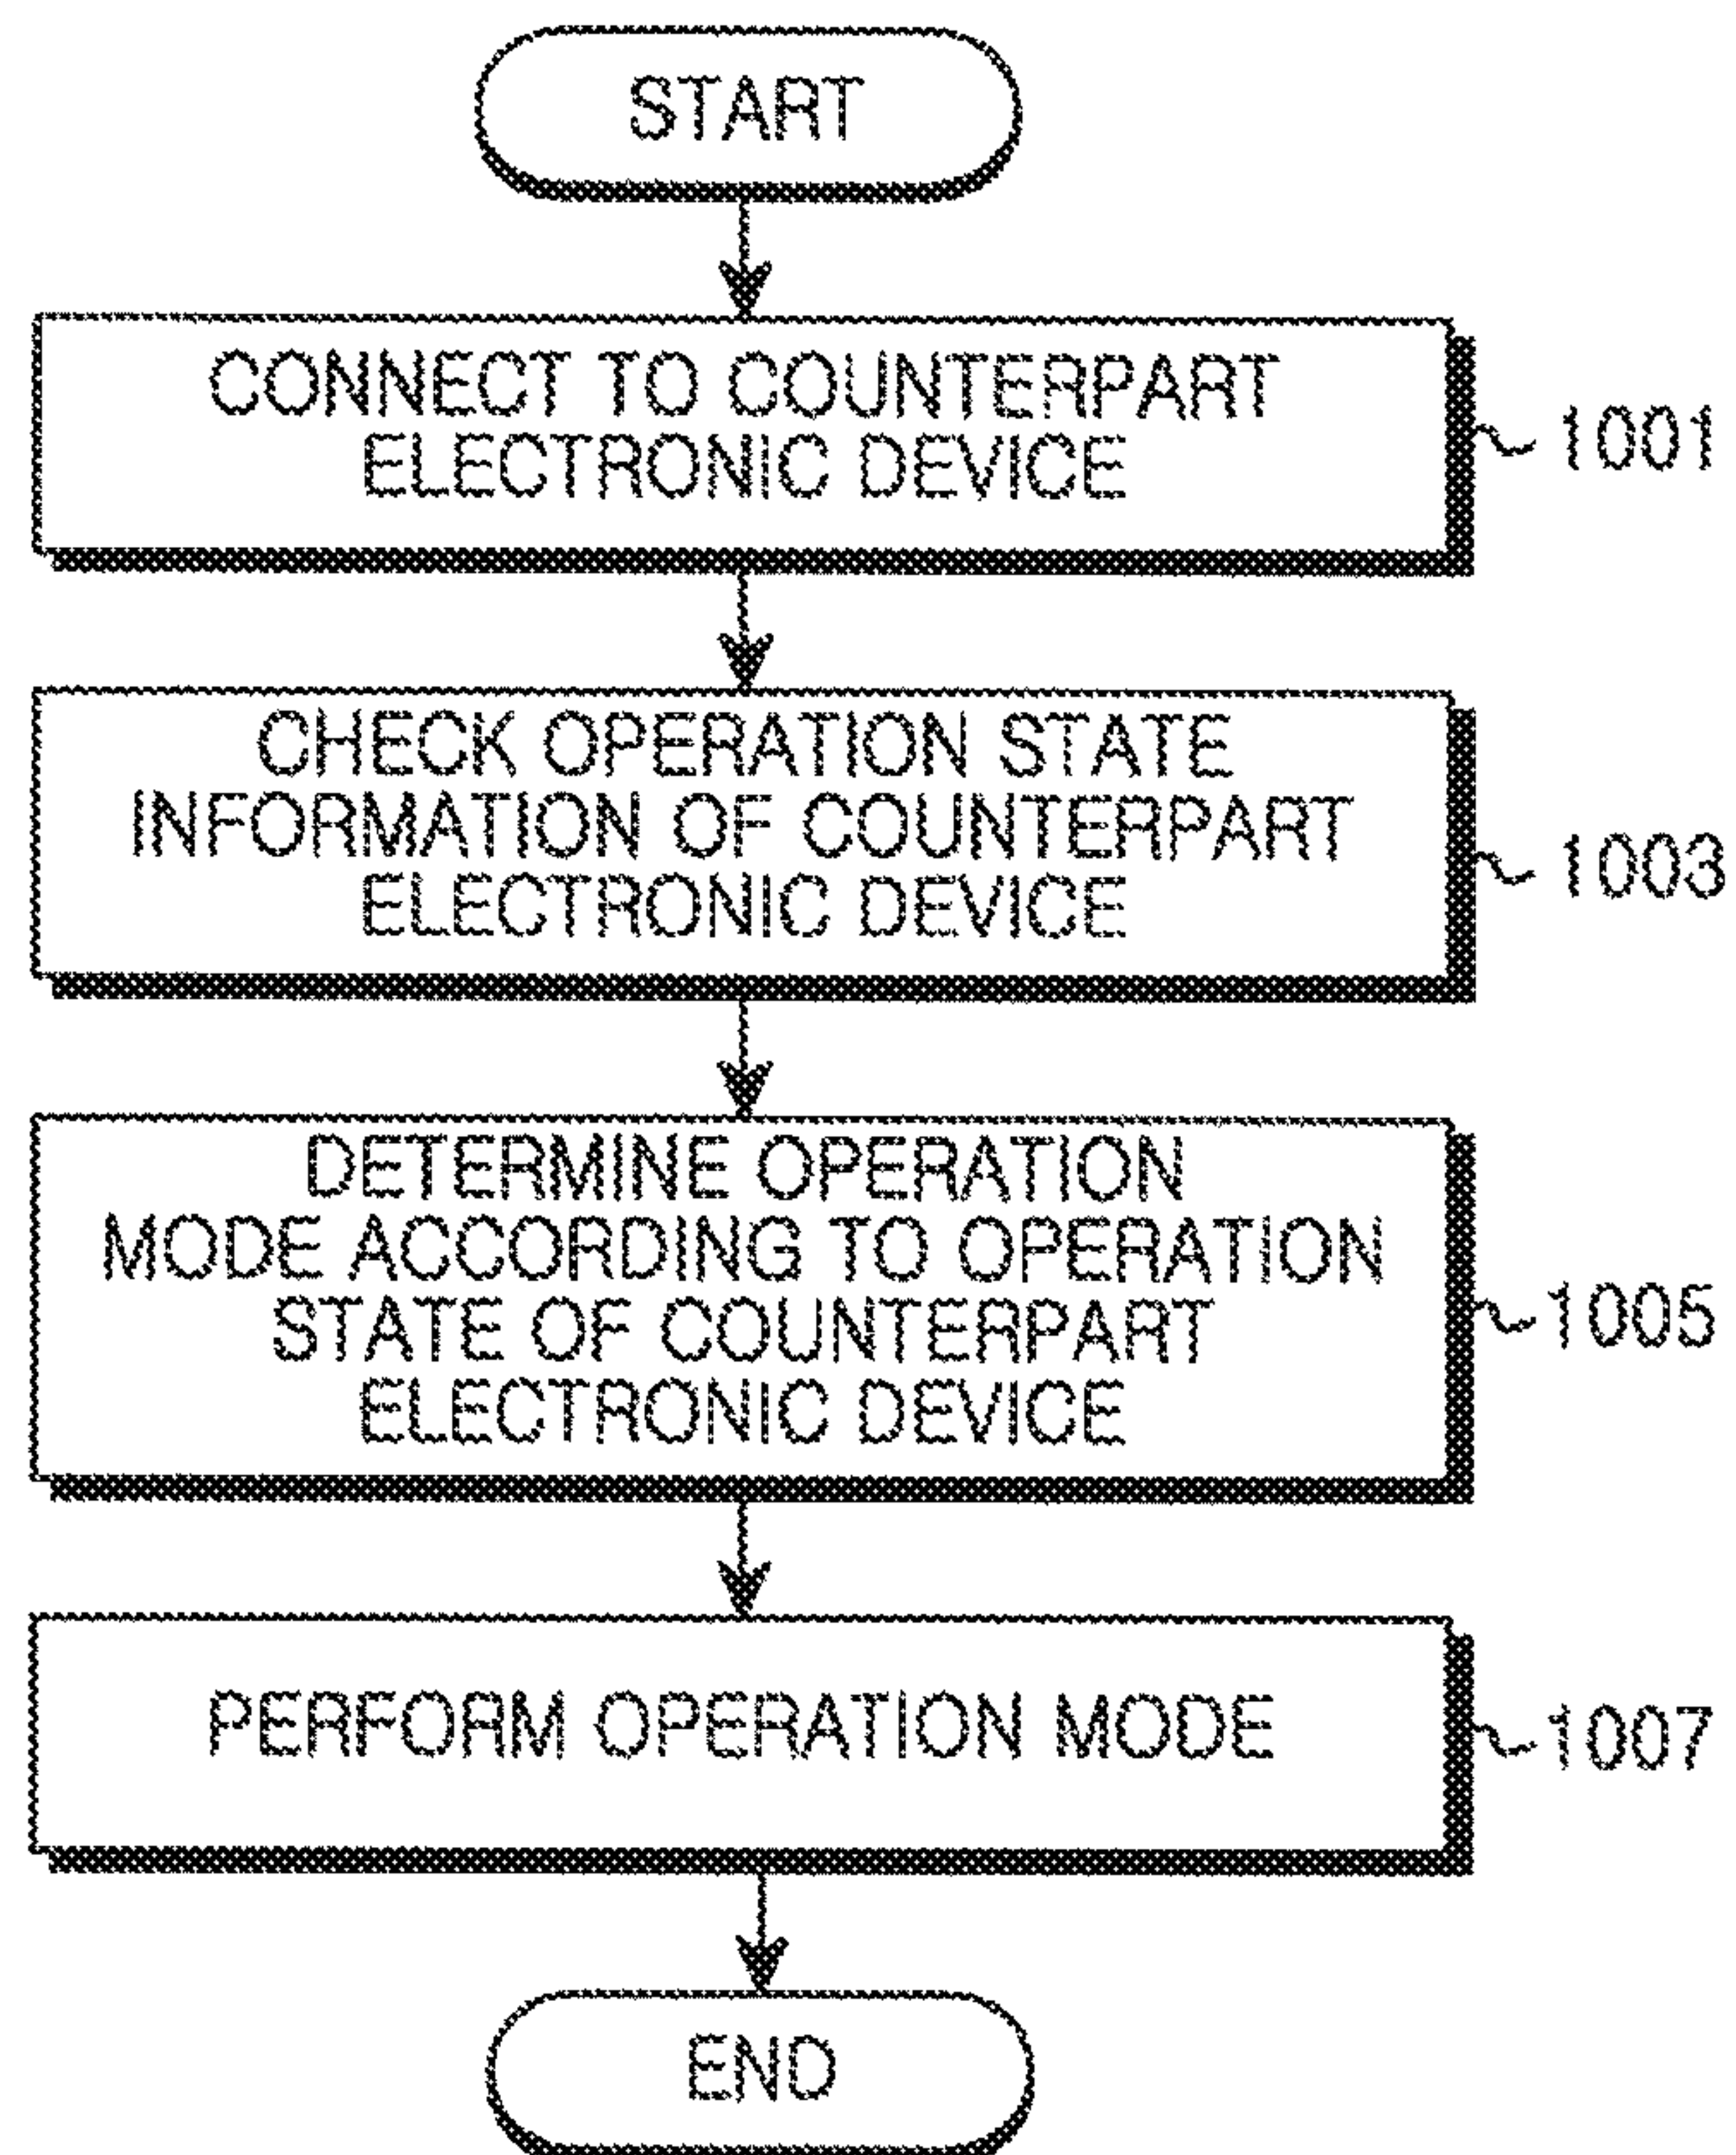 START
CONNECT TO COUNTERPART
ELECTRONIC DEVICE
1001
CHECK OPERATION STATE
INFORMATION OF COUNTERPART
ELECTRONIC DEVICE
1003
DETERMINE OPERATION
MODE ACCORDING TO OPERATION
STATE OF COUNTERPART
ELECTRONIC DEVICE
1005
PERFORM OPERATION MODE
1007
END